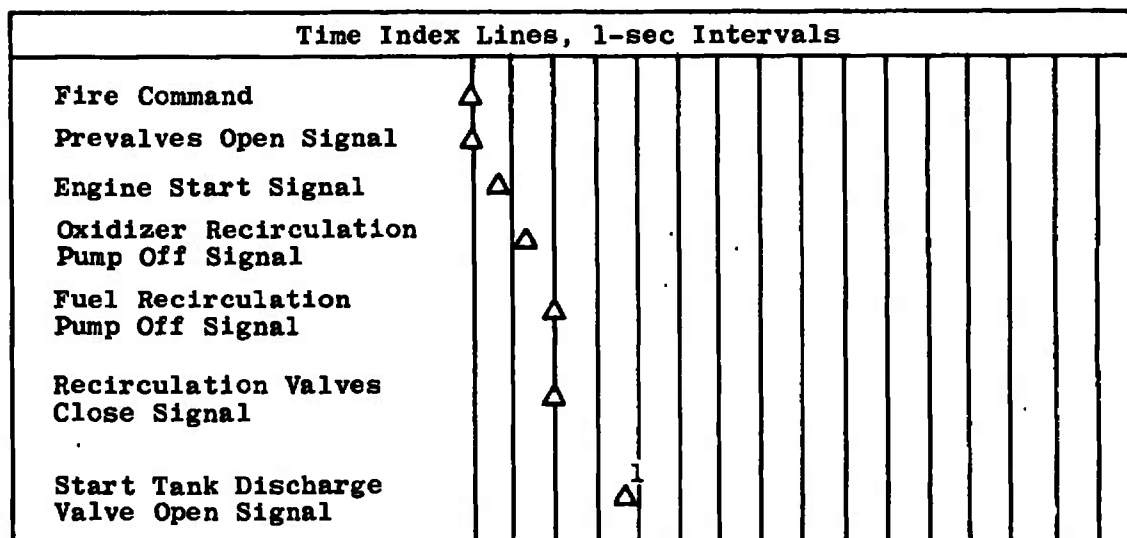 Time Index Lines, 1-sec Intervals
Fire Command
Prevalves Open Signal
Engine Start Signal
Oxidizer Recirculation
Pump Off Signal
Fuel Recirculation
Pump Off Signal
Recirculation Valves
Close Signal
1
Start Tank Discharge
Valve Open Signal